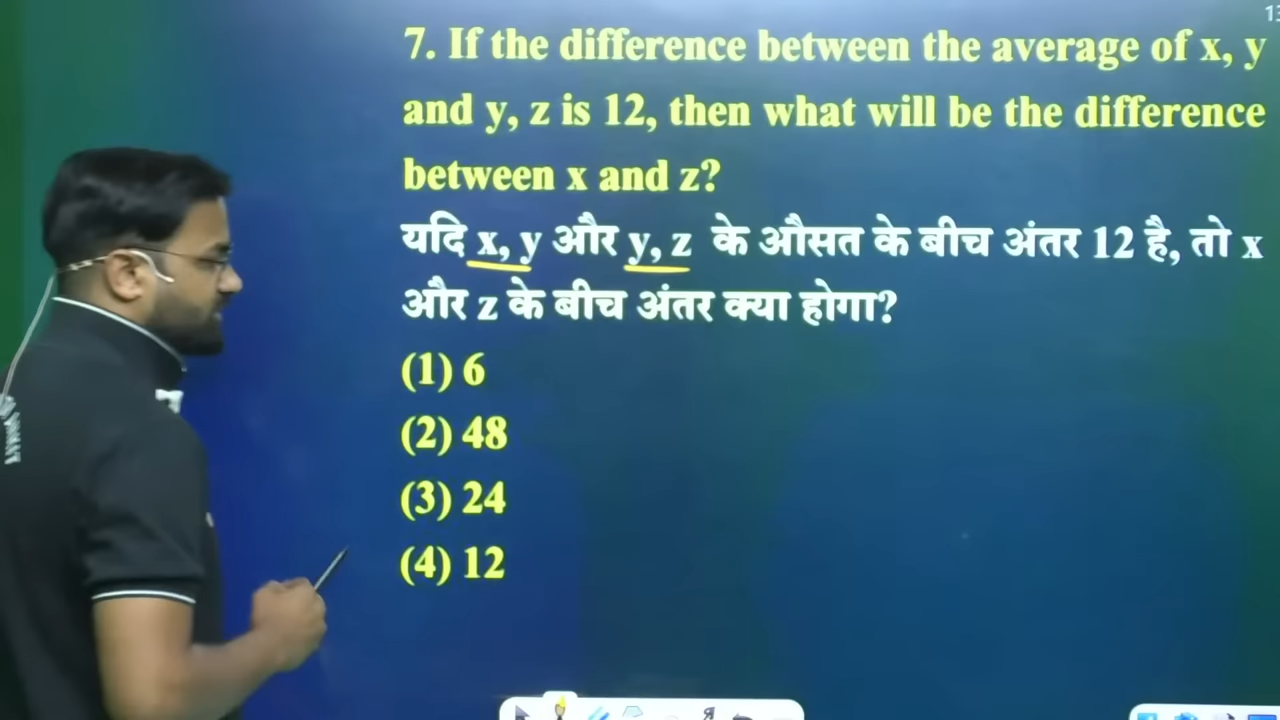 13
7. If the difference between the average of x, y
and y, z is 12, then what will be the difference
between x and z?
यदि x, y और y, z के औसत के बीच अंतर 12 है, तो x
और z के बीच अंतर क्या होगा?
(1) 6
(2) 48
(3) 24
(4) 12